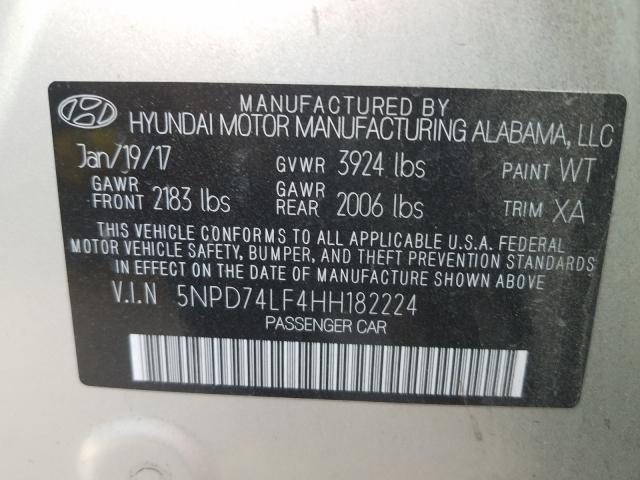 MANUFACTURED BY
HYUNDAI MOTOR MANUFACTURING ALABAMA, LLC
Jan/19/17 GVWR 3924 lbs PAINT WT
GAWR FRONT 2183 lbs GAWR REAR 2006 lbs TRIM XA
THIS VEHICLE CONFORMS TO ALL APPLICABLE U.S.A. FEDERAL
MOTOR VEHICLE SAFETY, BUMPER, AND THEFT PREVENTION STANDARDS
IN EFFECT ON THE DATE OF MANUFACTURE SHOWN ABOVE
V.I.N 5NPD74LF4HH182224
PASSENGER CAR